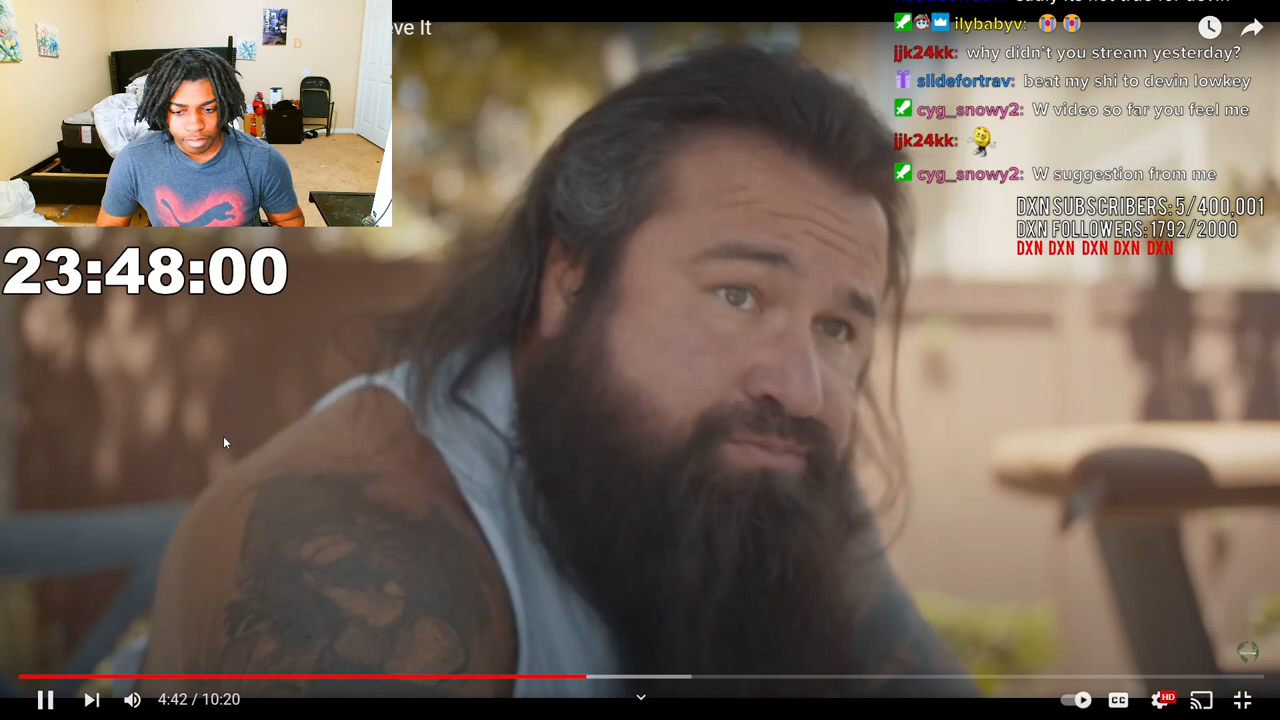 ve It
ilybabyv:
jjk24kk: why didn't you stream yesterday?
slidefortrav: beat my shi to devin lowkey
cyg_snowy2: W video so far you feel me
jjk24kk:
cyg_snowy2: W suggestion from me
DXN SUBSCRIBERS: 5/400,001
DXN FOLLOWERS: 1792/2000
DXN DXN DXN DXN DXN
23:48:00
4:42 / 10:20
CC
HD